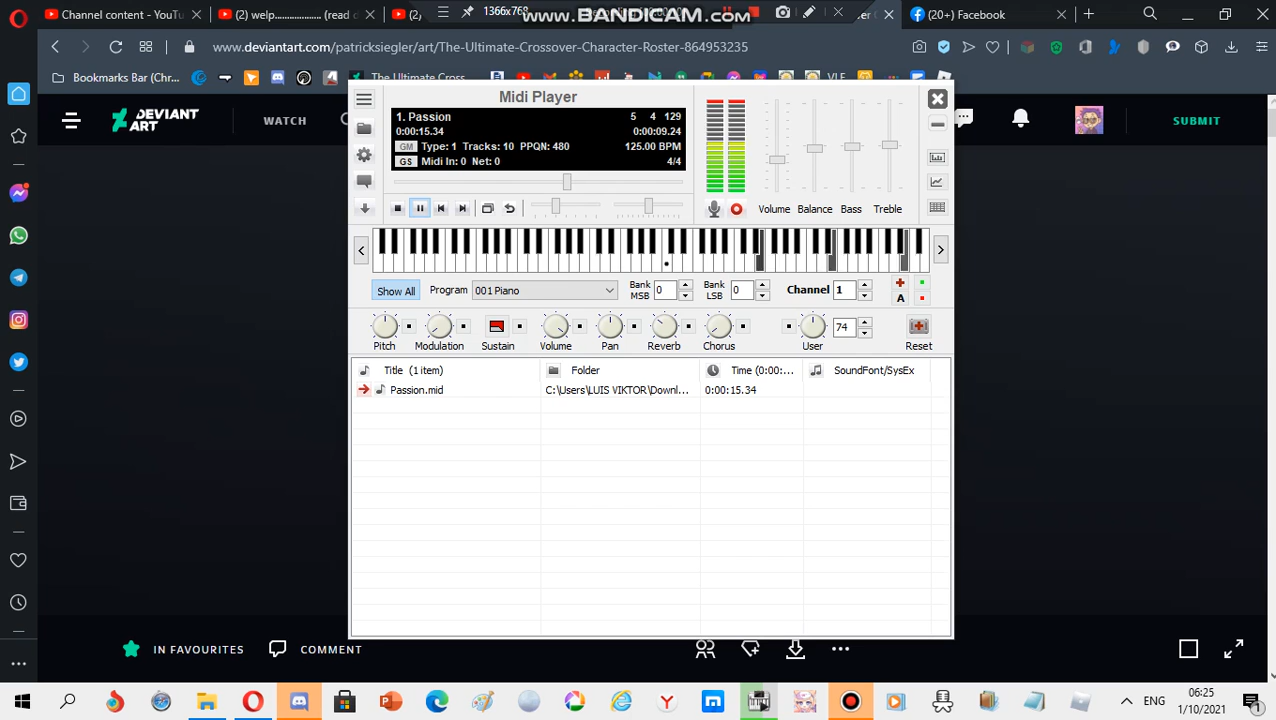 Channel content - YouTu
(2) welp................ (read d
(2)
1366x768
www.BANDICAM.com
(20+) Facebook
www.deviantart.com/patricksiegler/art/The-Ultimate-Crossover-Character-Roster-864953235
Bookmarks Bar (Chr...
The Ultimate Cross
VLF
DEVIANT ART
WATCH
SUBMIT
Midi Player
1. Passion
5 4 129
0:00:15.34
0:00:09.24
GM Type: 1 Tracks: 10 PPQN: 480
125.00 BPM
GS Midi In: 0 Net: 0
4/4
Volume Balance Bass Treble
Show All Program 001 Piano Bank MSB 0 Bank LSB 0 Channel 1 A
74
Pitch Modulation Sustain Volume Pan Reverb Chorus User Reset
Title (1 item) Folder Time (0:00:... SoundFont/SysEx
Passion.mid C:\Users\LUIS VIKTOR\Downl... 0:00:15.34
IN FAVOURITES COMMENT
ENG
06:25
1/10/2021
1